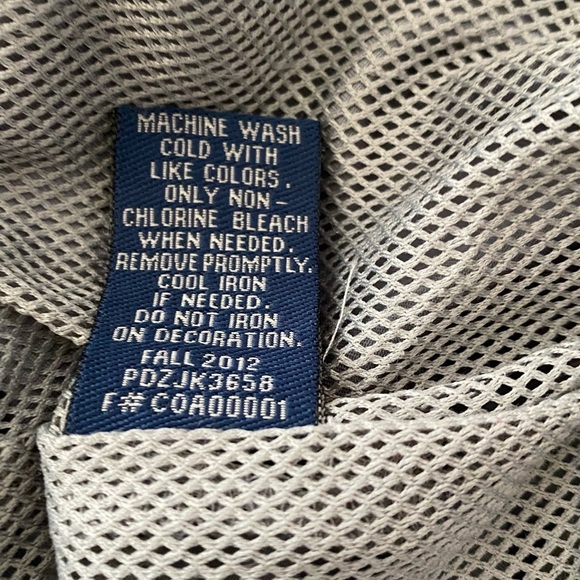 MACHINE WASH
COLD WITH
LIKE COLORS.
ONLY NON-
CHLORINE BLEACH
WHEN NEEDED.
REMOVE PROMPTLY.
COOL IRON
IF NEEDED.
DO NOT IRON
ON DECORATION.
FALL 2012
PDZJK3658
F# COA00001